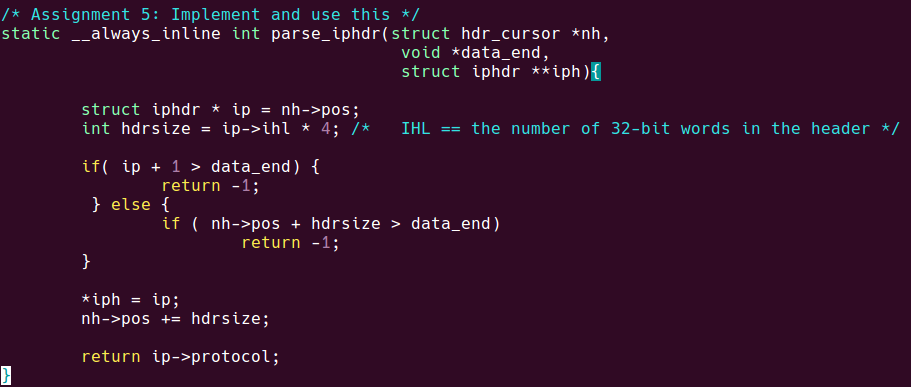 /* Assignment 5: Implement and use this */
static __always_inline int parse_iphdr(struct hdr_cursor *nh,
                                        void *data_end,
                                        struct iphdr **iph){

        struct iphdr * ip = nh->pos;
        int hdrsize = ip->ihl * 4; /*   IHL == the number of 32-bit words in the header */

        if( ip + 1 > data_end) {
                return -1;
         } else {
                if ( nh->pos + hdrsize > data_end)
                        return -1;
        }

        *iph = ip;
        nh->pos += hdrsize;

        return ip->protocol;
}